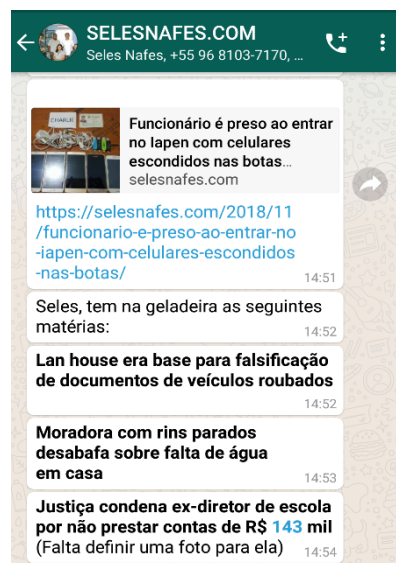 SELESNAFES.COM
Seles Nafes, +55 96 8103-7170, ...
CHARLIE
Funcionário é preso ao entrar
no Iapen com celulares
escondidos nas botas...
selesnafes.com
https://selesnafes.com/2018/11
/funcionario-e-preso-ao-entrar-no
-iapen-com-celulares-escondidos
-nas-botas/
14:51
Seles, tem na geladeira as seguintes
matérias:
14:52
Lan house era base para falsificação
de documentos de veículos roubados
14:52
Moradora com rins parados
desabafa sobre falta de água
em casa
14:53
Justiça condena ex-diretor de escola
por não prestar contas de R$ 143 mil
(Falta definir uma foto para ela)
14:54